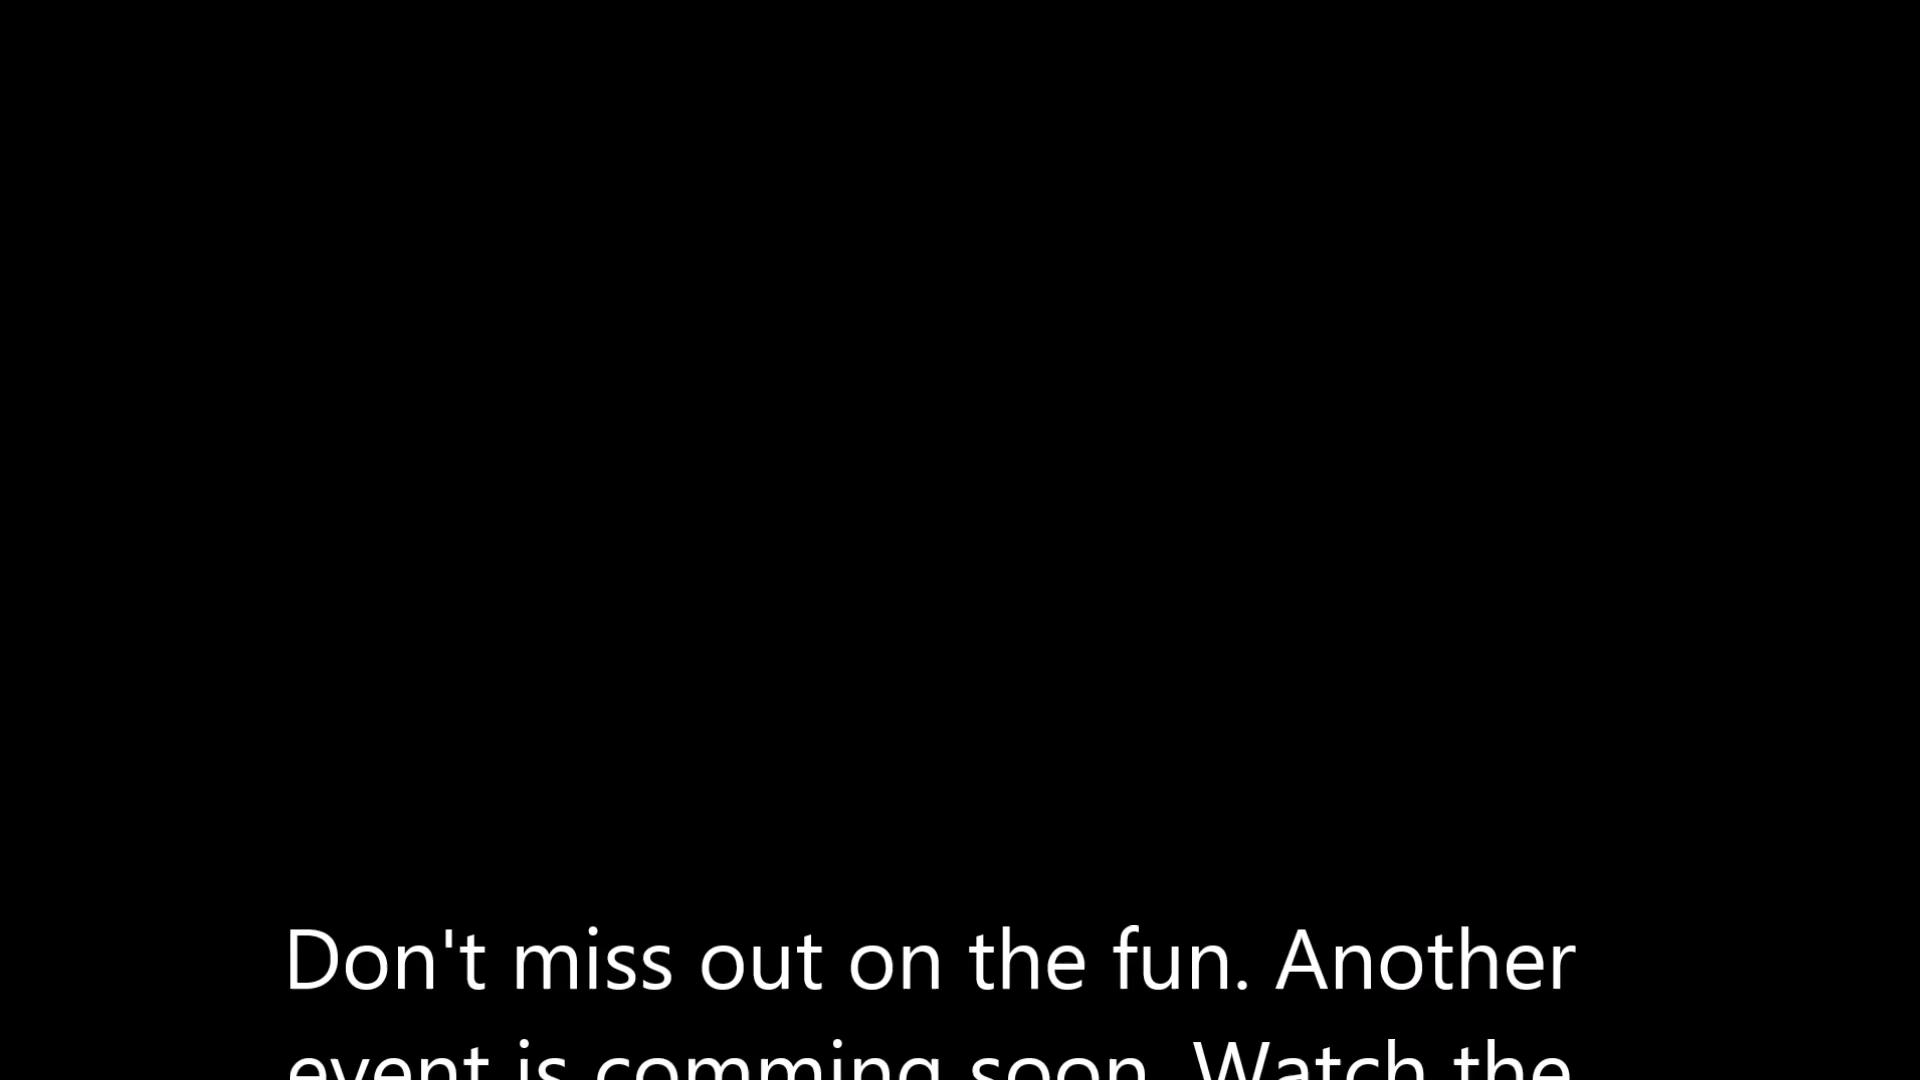 Don't miss out on the fun. Another
event is comming soon. Watch the